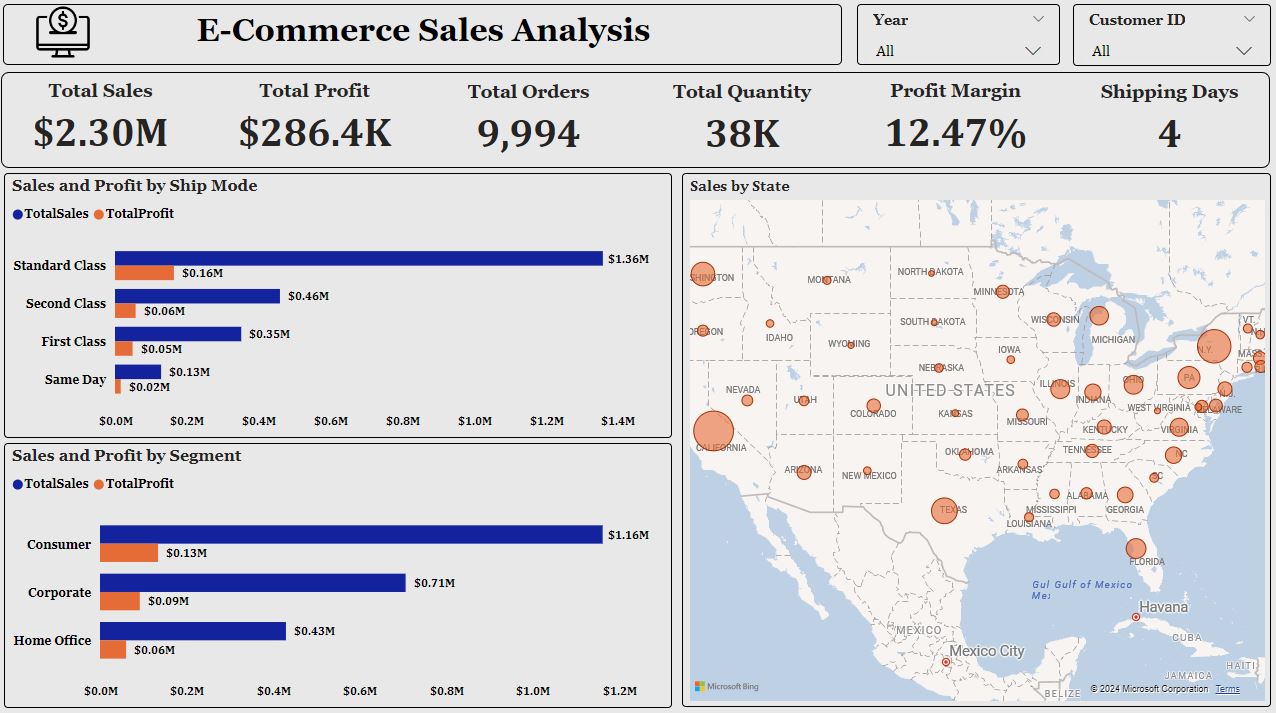 E-Commerce Sales Analysis
Year
All
Customer ID
All
Total Sales
$2.30M
Total Profit
$286.4K
Total Orders
9,994
Total Quantity
38K
Profit Margin
12.47%
Shipping Days
4
Sales and Profit by Ship Mode
TotalSales TotalProfit
Standard Class
$1.36M
$0.16M
Second Class
$0.46M
$0.06M
First Class
$0.35M
$0.05M
Same Day
$0.13M
$0.02M
$0.0M $0.2M $0.4M $0.6M $0.8M $1.0M $1.2M $1.4M
Sales and Profit by Segment
TotalSales TotalProfit
Consumer
$1.16M
$0.13M
Corporate
$0.71M
$0.09M
Home Office
$0.43M
$0.06M
$0.0M $0.2M $0.4M $0.6M $0.8M $1.0M $1.2M
Sales by State
SHINGTON
MONTANA
NORTH DAKOTA
MINNESOTA
OREGON
IDAHO
SOUTH DAKOTA
WISCONSIN
VT.
WYOMING
MICHIGAN
N.Y.
MASS
IOWA
NEBRASKA
UNITED STATES
ILLINOIS
OHIO
PA
NEVADA
UTAH
INDIANA
N.J.
COLORADO
KANSAS
MISSOURI
WEST VIRGINIA
DELAWARE
KENTUCKY
VIRGINIA
CALIFORNIA
OKLAHOMA
TENNESSEE
NC
ARIZONA
NEW MEXICO
ARKANSAS
SC
ALABAMA
TEXAS
MISSISSIPPI
GEORGIA
LOUISIANA
FLORIDA
Gul Gulf of Mexico
Me
Havana
MEXICO
CUBA
Mexico City
HAITI
JAMAICA
BELIZE
Microsoft Bing
© 2024 Microsoft Corporation Terms